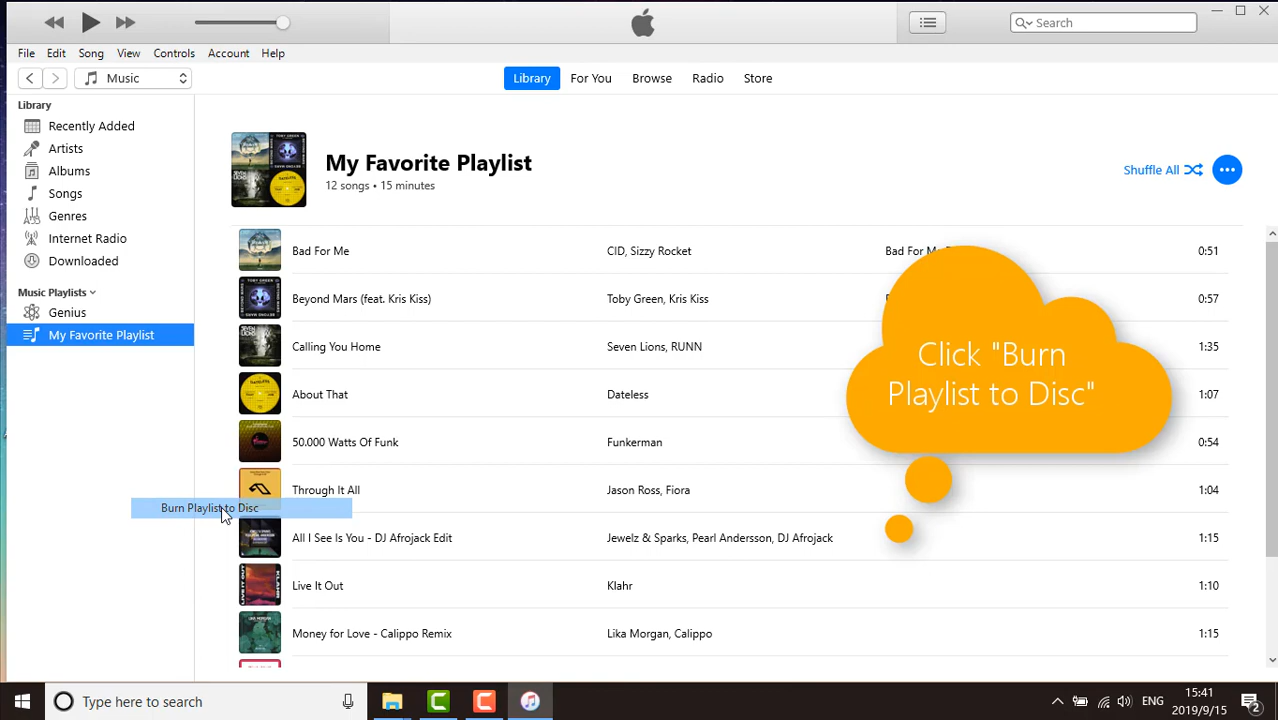 Search
File Edit Song View Controls Account Help
Music
Library For You Browse Radio Store
Library
Recently Added
Artists
Albums
Songs
Genres
Internet Radio
Downloaded
Music Playlists
Genius
My Favorite Playlist
My Favorite Playlist
12 songs • 15 minutes
Shuffle All
Bad For Me CID, Sizzy Rocket Bad For Me 0:51
Beyond Mars (feat. Kris Kiss) Toby Green, Kris Kiss 0:57
Calling You Home Seven Lions, RUNN 1:35
About That Dateless 1:07
50.000 Watts Of Funk Funkerman 0:54
Through It All Jason Ross, Fiora 1:04
Burn Playlist to Disc
All I See Is You - DJ Afrojack Edit Jewelz & Sparks, Pearl Andersson, DJ Afrojack 1:15
Live It Out Klahr 1:10
Money for Love - Calippo Remix Lika Morgan, Calippo 1:15
Click "Burn
Playlist to Disc"
Type here to search
ENG
15:41
2019/9/15
2